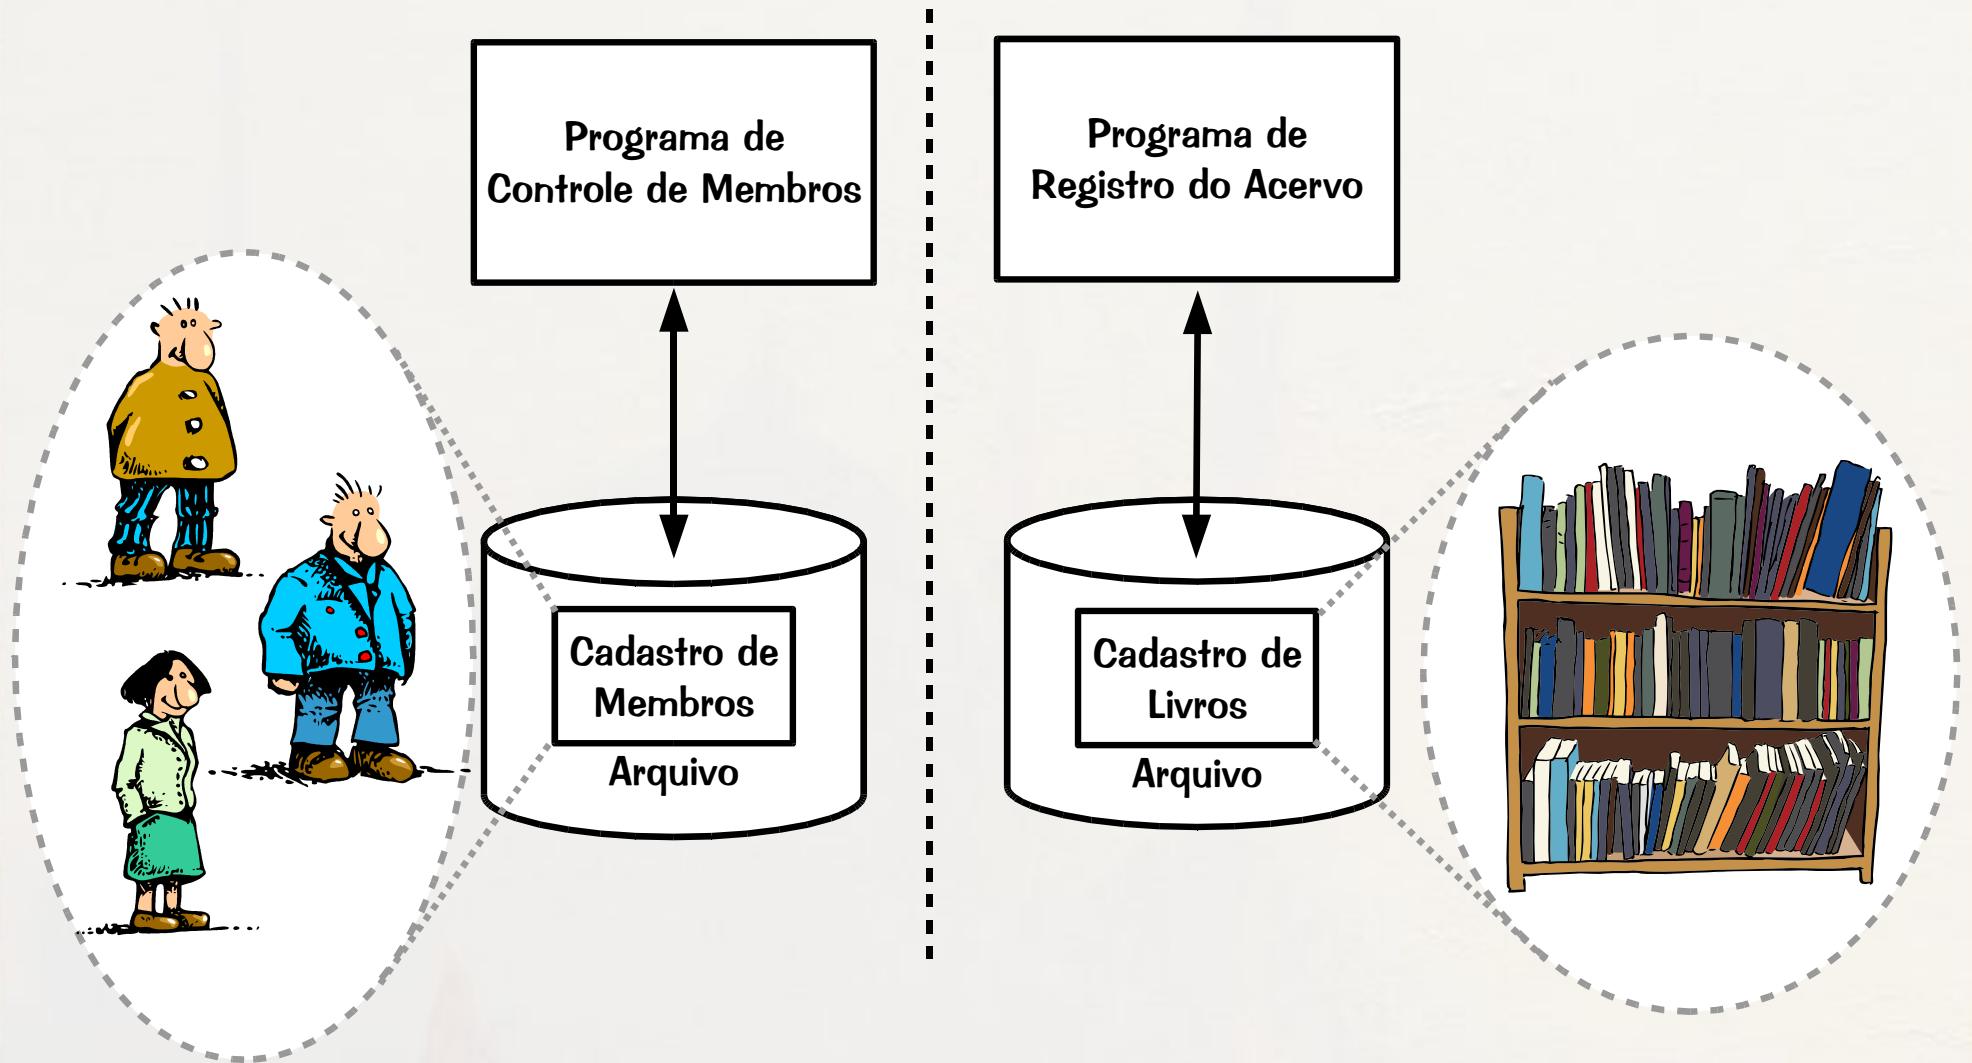 Programa de
Controle de Membros
Cadastro de
Membros
Arquivo
Programa de
Registro do Acervo
Cadastro de
Livros
Arquivo